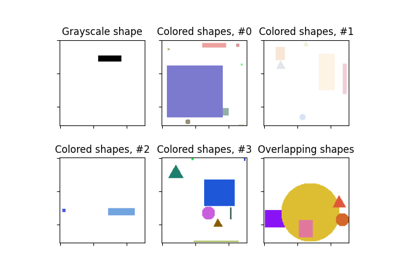 Grayscale shape
Colored shapes, #0
Colored shapes, #1
Colored shapes, #2
Colored shapes, #3
Overlapping shapes